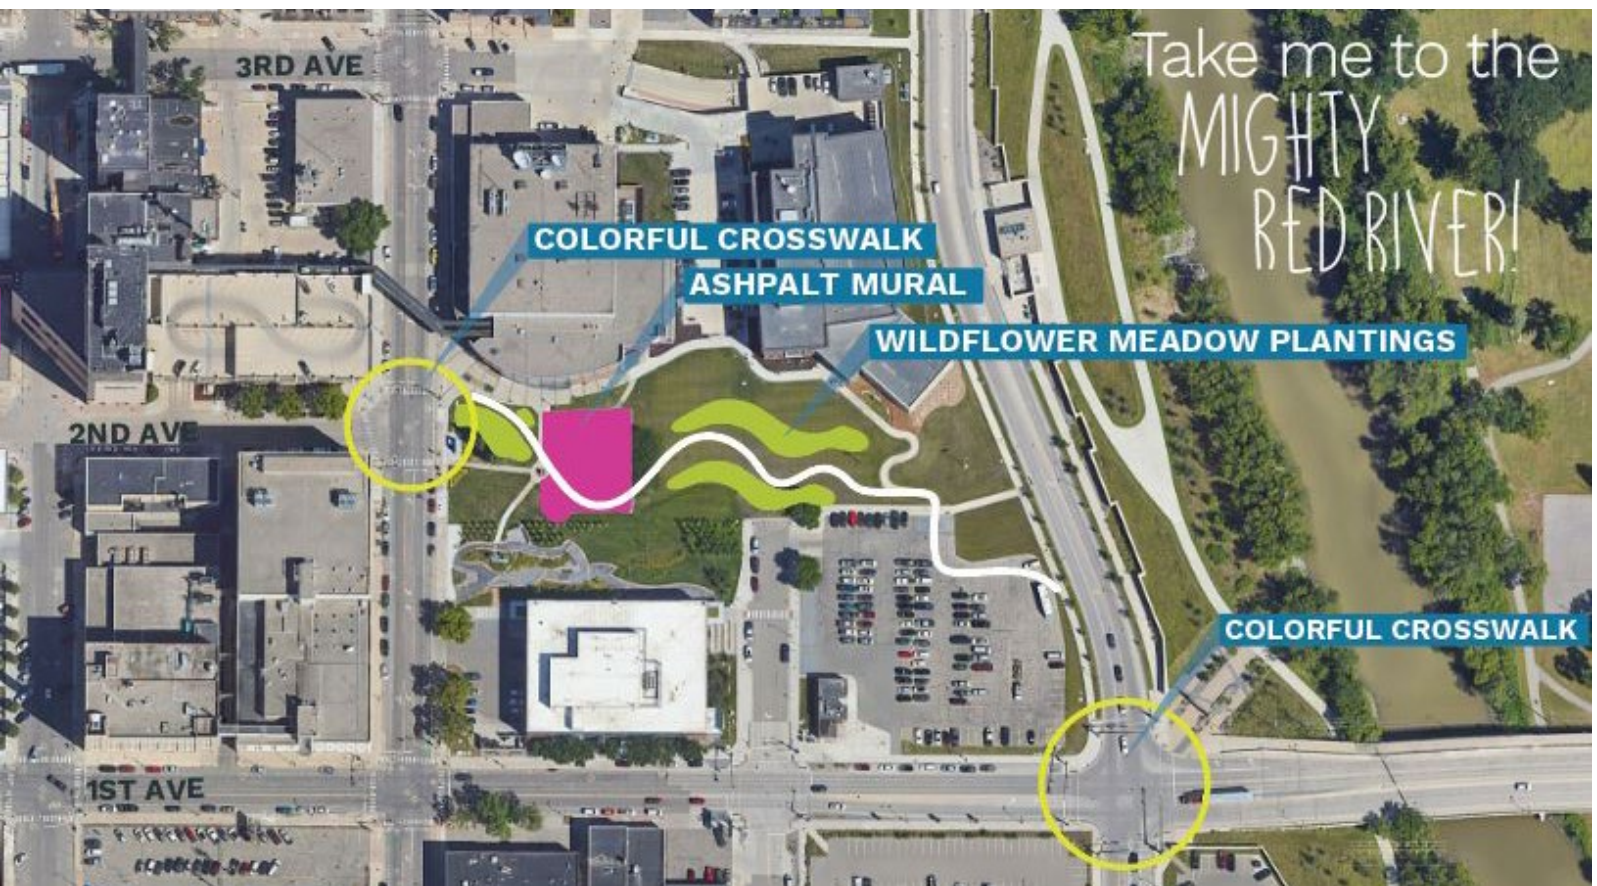 Take me to the
MIGHTY
RED RIVER!
3RD AVE
COLORFUL CROSSWALK
ASHPALT MURAL
WILDFLOWER MEADOW PLANTINGS
2ND AVE
COLORFUL CROSSWALK
1ST AVE